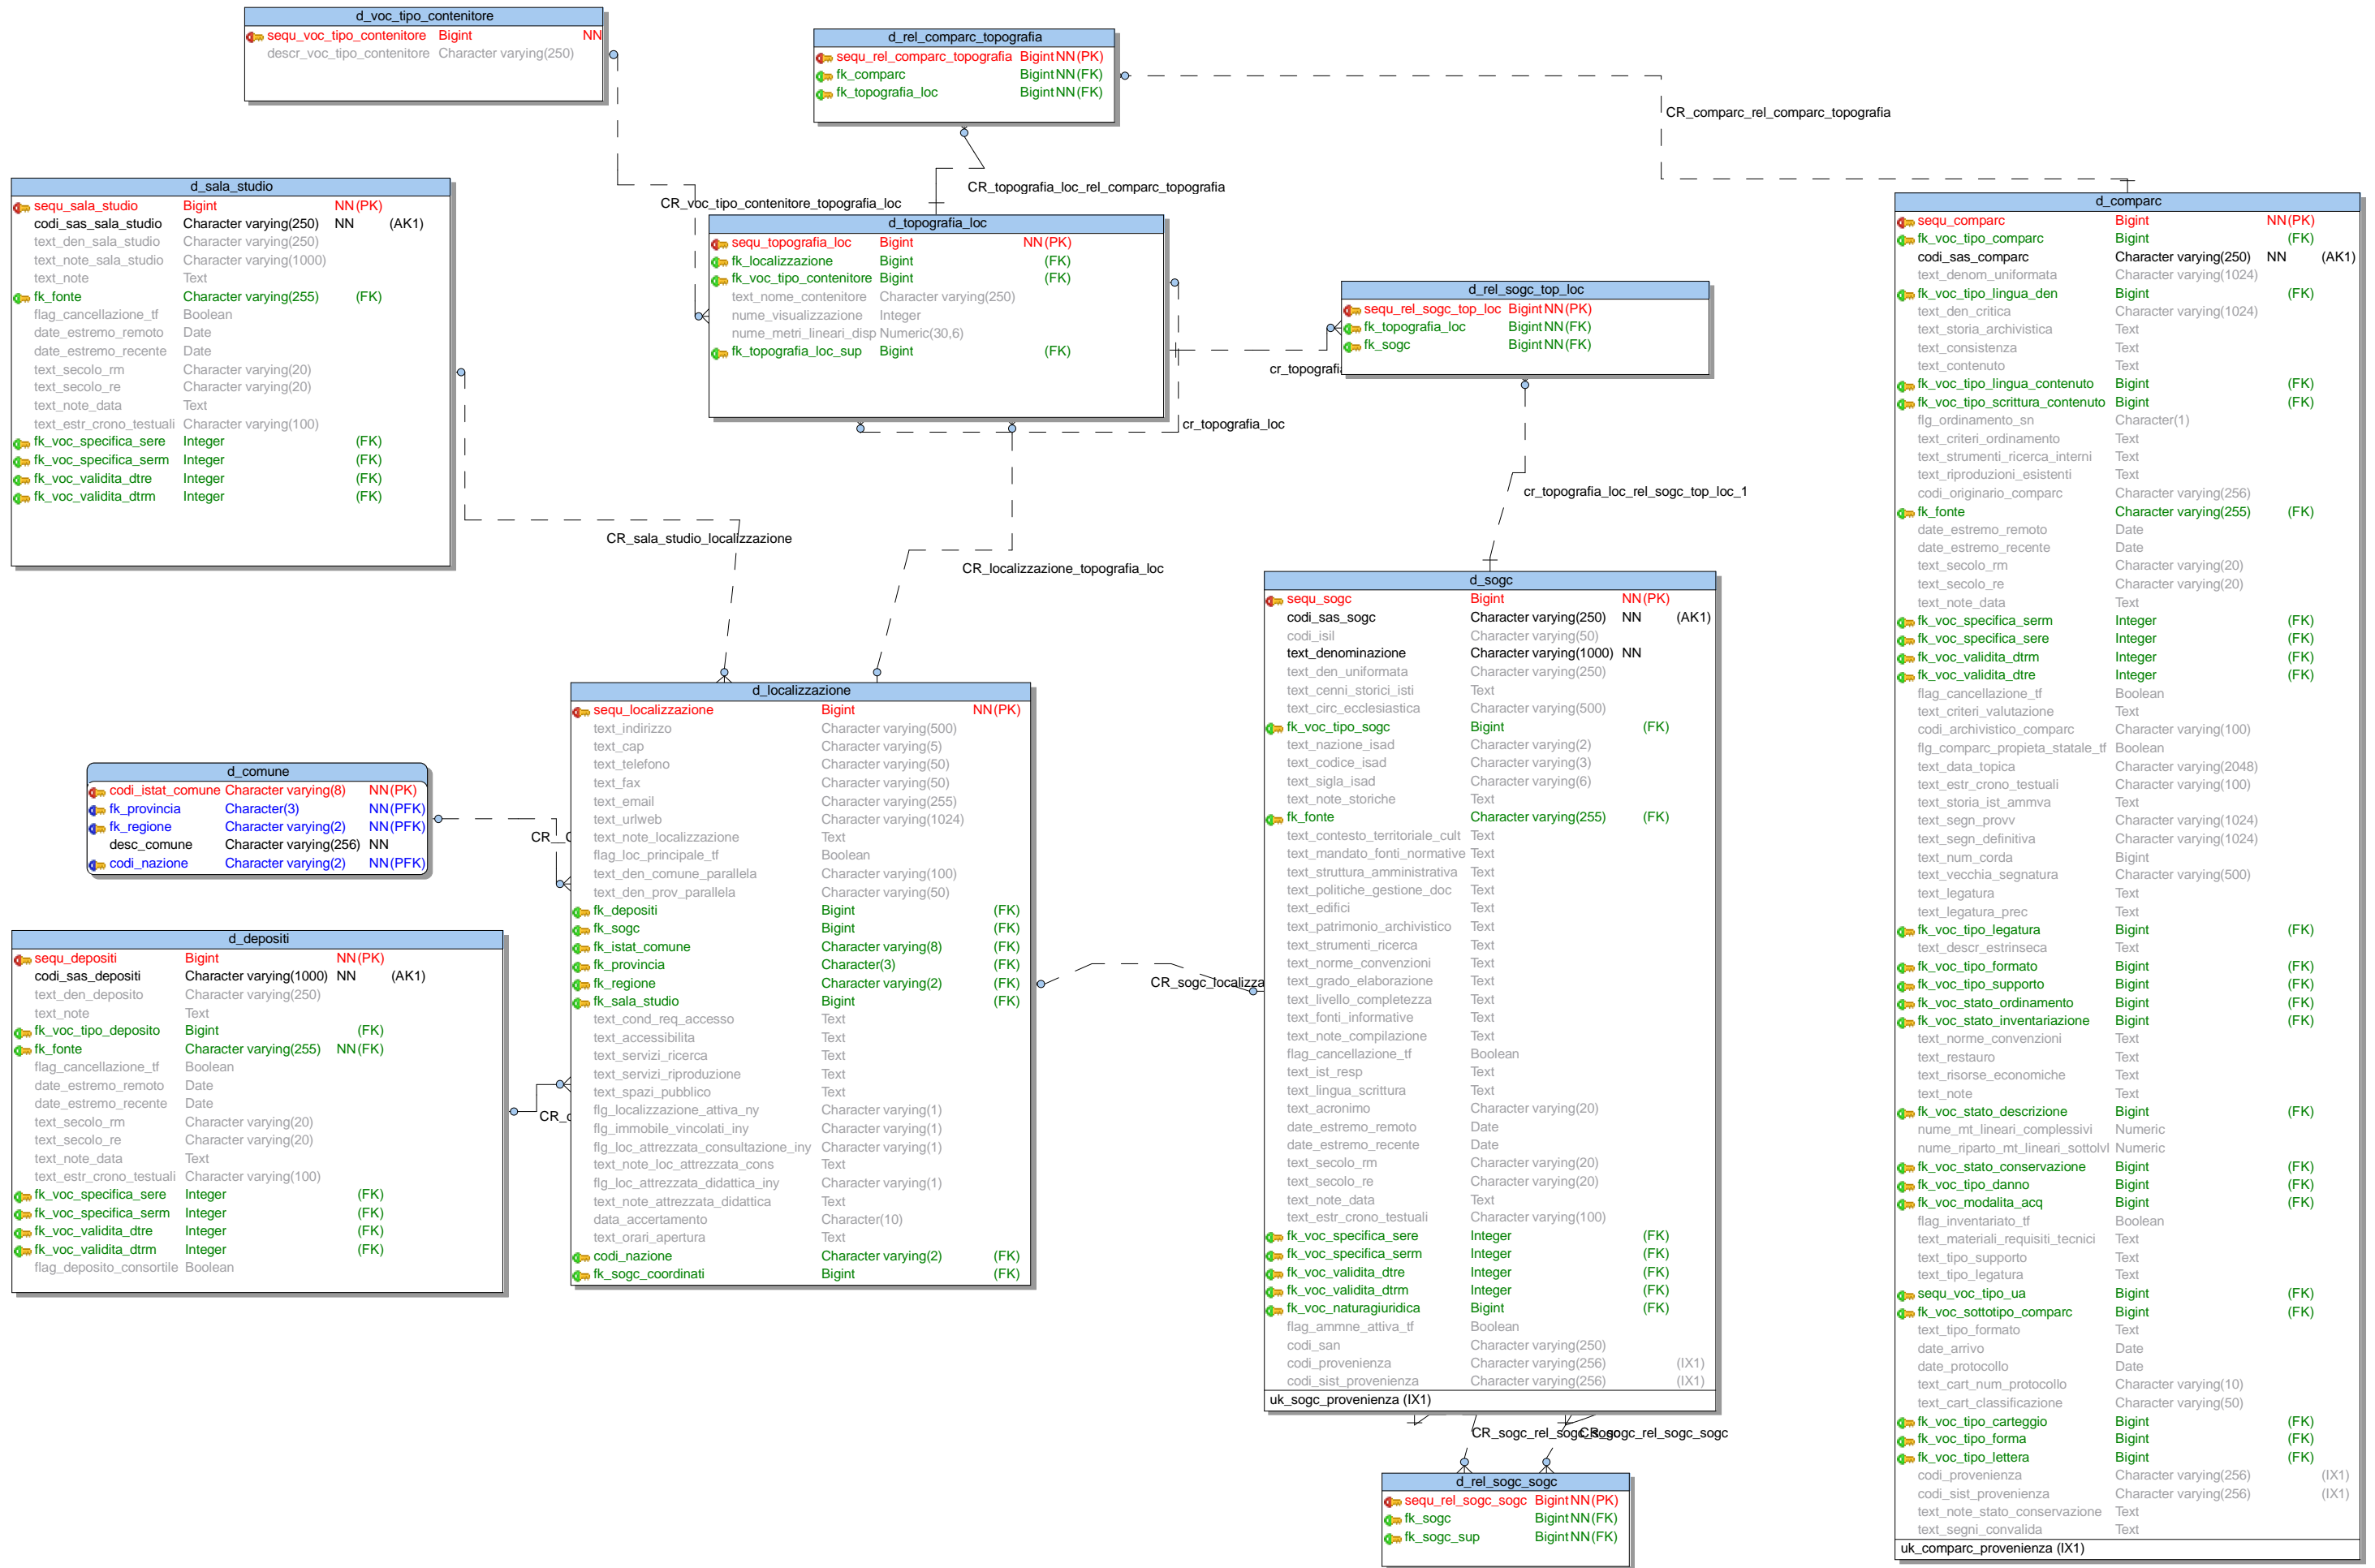 d_voc_tipo_contenitore
sequ_voc_tipo_contenitore Bigint NN
descr_voc_tipo_contenitore Character varying(250)
d_rel_comparc_topografia
sequ_rel_comparc_topografia Bigint NN (PK)
fk_comparc Bigint NN (FK)
fk_topografia_loc Bigint NN (FK)
CR_comparc_rel_comparc_topografia
CR_topografia_loc_rel_comparc_topografia
CR_voc_tipo_contenitore_topografia_loc
d_sala_studio
sequ_sala_studio Bigint NN (PK)
codi_sas_sala_studio Character varying(250) NN (AK1)
text_den_sala_studio Character varying(250)
text_note_sala_studio Character varying(1000)
text_note Text
fk_fonte Character varying(255) (FK)
flag_cancellazione_tf Boolean
date_estremo_remoto Date
date_estremo_recente Date
text_secolo_rm Character varying(20)
text_secolo_re Character varying(20)
text_note_data Text
text_estr_crono_testuali Character varying(100)
fk_voc_specifica_sere Integer (FK)
fk_voc_specifica_serm Integer (FK)
fk_voc_validita_dtre Integer (FK)
fk_voc_validita_dtrm Integer (FK)
d_topografia_loc
sequ_topografia_loc Bigint NN (PK)
fk_localizzazione Bigint (FK)
fk_voc_tipo_contenitore Bigint (FK)
text_nome_contenitore Character varying(250)
nume_visualizzazione Integer
nume_metri_lineari_disp Numeric(30,6)
fk_topografia_loc_sup Bigint (FK)
d_rel_sogc_top_loc
sequ_rel_sogc_top_loc Bigint NN (PK)
fk_topografia_loc Bigint NN (FK)
fk_sogc Bigint NN (FK)
cr_topografi
cr_topografia_loc
cr_topografia_loc_rel_sogc_top_loc_1
CR_sala_studio_localizzazione
CR_localizzazione_topografia_loc
d_comparc
sequ_comparc Bigint NN (PK)
fk_voc_tipo_comparc Bigint (FK)
codi_sas_comparc Character varying(250) NN (AK1)
text_denom_uniformata Character varying(1024)
fk_voc_tipo_lingua_den Bigint (FK)
text_den_critica Character varying(1024)
text_storia_archivistica Text
text_consistenza Text
text_contenuto Text
fk_voc_tipo_lingua_contenuto Bigint (FK)
fk_voc_tipo_scrittura_contenuto Bigint (FK)
flg_ordinamento_sn Character(1)
text_criteri_ordinamento Text
text_strumenti_ricerca_interni Text
text_riproduzioni_esistenti Text
codi_originario_comparc Character varying(256)
fk_fonte Character varying(255) (FK)
date_estremo_remoto Date
date_estremo_recente Date
text_secolo_rm Character varying(20)
text_secolo_re Character varying(20)
text_note_data Text
fk_voc_specifica_serm Integer (FK)
fk_voc_specifica_sere Integer (FK)
fk_voc_validita_dtrm Integer (FK)
fk_voc_validita_dtre Integer (FK)
flag_cancellazione_tf Boolean
text_criteri_valutazione Text
codi_archivistico_comparc Character varying(100)
flg_comparc_propieta_statale_tf Boolean
text_data_topica Character varying(2048)
text_estr_crono_testuali Character varying(100)
text_storia_ist_ammva Text
text_segn_provv Character varying(1024)
text_segn_definitiva Character varying(1024)
text_num_corda Bigint
text_vecchia_segnatura Character varying(500)
text_legatura Text
text_legatura_prec Text
fk_voc_tipo_legatura Bigint (FK)
text_descr_estrinseca Text
fk_voc_tipo_formato Bigint (FK)
fk_voc_tipo_supporto Bigint (FK)
fk_voc_stato_ordinamento Bigint (FK)
fk_voc_stato_inventariazione Bigint (FK)
text_norme_convenzioni Text
text_restauro Text
text_risorse_economiche Text
text_note Text
fk_voc_stato_descrizione Bigint (FK)
nume_mt_lineari_complessivi Numeric
nume_riparto_mt_lineari_sottolvl Numeric
fk_voc_stato_conservazione Bigint (FK)
fk_voc_tipo_danno Bigint (FK)
fk_voc_modalita_acq Bigint (FK)
flag_inventariato_tf Boolean
text_materiali_requisiti_tecnici Text
text_tipo_supporto Text
text_tipo_legatura Text
sequ_voc_tipo_ua Bigint (FK)
fk_voc_sottotipo_comparc Bigint (FK)
text_tipo_formato Text
date_arrivo Date
date_protocollo Date
text_cart_num_protocollo Character varying(10)
text_cart_classificazione Character varying(50)
fk_voc_tipo_carteggio Bigint (FK)
fk_voc_tipo_forma Bigint (FK)
fk_voc_tipo_lettera Bigint (FK)
codi_provenienza Character varying(256) (IX1)
codi_sist_provenienza Character varying(256) (IX1)
text_note_stato_conservazione Text
text_segni_convalida Text
uk_comparc_provenienza (IX1)
d_sogc
sequ_sogc Bigint NN (PK)
codi_sas_sogc Character varying(250) NN (AK1)
codi_isil Character varying(50)
text_denominazione Character varying(1000) NN
text_den_uniformata Character varying(250)
text_cenni_storici_isti Text
text_circ_ecclesiastica Character varying(500)
fk_voc_tipo_sogc Bigint (FK)
text_nazione_isad Character varying(2)
text_codice_isad Character varying(3)
text_sigla_isad Character varying(6)
text_note_storiche Text
fk_fonte Character varying(255) (FK)
text_contesto_territoriale_cult Text
text_mandato_fonti_normative Text
text_struttura_amministrativa Text
text_politiche_gestione_doc Text
text_edifici Text
text_patrimonio_archivistico Text
text_strumenti_ricerca Text
text_norme_convenzioni Text
text_grado_elaborazione Text
text_livello_completezza Text
text_fonti_informative Text
text_note_compilazione Text
flag_cancellazione_tf Boolean
text_ist_resp Text
text_lingua_scrittura Text
text_acronimo Character varying(20)
date_estremo_remoto Date
date_estremo_recente Date
text_secolo_rm Character varying(20)
text_secolo_re Character varying(20)
text_note_data Text
text_estr_crono_testuali Character varying(100)
fk_voc_specifica_sere Integer (FK)
fk_voc_specifica_serm Integer (FK)
fk_voc_validita_dtre Integer (FK)
fk_voc_validita_dtrm Integer (FK)
fk_voc_naturagiuridica Bigint (FK)
flag_ammne_attiva_tf Boolean
codi_san Character varying(250)
codi_provenienza Character varying(256) (IX1)
codi_sist_provenienza Character varying(256) (IX1)
uk_sogc_provenienza (IX1)
d_localizzazione
sequ_localizzazione Bigint NN (PK)
text_indirizzo Character varying(500)
text_cap Character varying(5)
text_telefono Character varying(50)
text_fax Character varying(50)
text_email Character varying(255)
text_urlweb Character varying(1024)
text_note_localizzazione Text
flag_loc_principale_tf Boolean
text_den_comune_parallela Character varying(100)
text_den_prov_parallela Character varying(50)
fk_depositi Bigint (FK)
fk_sogc Bigint (FK)
fk_istat_comune Character varying(8) (FK)
fk_provincia Character(3) (FK)
fk_regione Character varying(2) (FK)
fk_sala_studio Bigint (FK)
text_cond_req_accesso Text
text_accessibilita Text
text_servizi_ricerca Text
text_servizi_riproduzione Text
text_spazi_pubblico Text
flg_localizzazione_attiva_ny Character varying(1)
flg_immobile_vincolati_iny Character varying(1)
flg_loc_attrezzata_consultazione_iny Character varying(1)
text_note_loc_attrezzata_cons Text
flg_loc_attrezzata_didattica_iny Character varying(1)
text_note_attrezzata_didattica Text
data_accertamento Character(10)
text_orari_apertura Text
codi_nazione Character varying(2) (FK)
fk_sogc_coordinati Bigint (FK)
d_comune
codi_istat_comune Character varying(8) NN (PK)
fk_provincia Character(3) NN (PFK)
fk_regione Character varying(2) NN (PFK)
desc_comune Character varying(256) NN
codi_nazione Character varying(2) NN (PFK)
d_depositi
sequ_depositi Bigint NN (PK)
codi_sas_depositi Character varying(1000) NN (AK1)
text_den_deposito Character varying(250)
text_note Text
fk_voc_tipo_deposito Bigint (FK)
fk_fonte Character varying(255) NN (FK)
flag_cancellazione_tf Boolean
date_estremo_remoto Date
date_estremo_recente Date
text_secolo_rm Character varying(20)
text_secolo_re Character varying(20)
text_note_data Text
text_estr_crono_testuali Character varying(100)
fk_voc_specifica_sere Integer (FK)
fk_voc_specifica_serm Integer (FK)
fk_voc_validita_dtre Integer (FK)
fk_voc_validita_dtrm Integer (FK)
flag_deposito_consortile Boolean
CR_sogc_localizza
CR_sogc_rel_sogc_sogc
d_rel_sogc_sogc
sequ_rel_sogc_sogc Bigint NN (PK)
fk_sogc Bigint NN (FK)
fk_sogc_sup Bigint NN (FK)